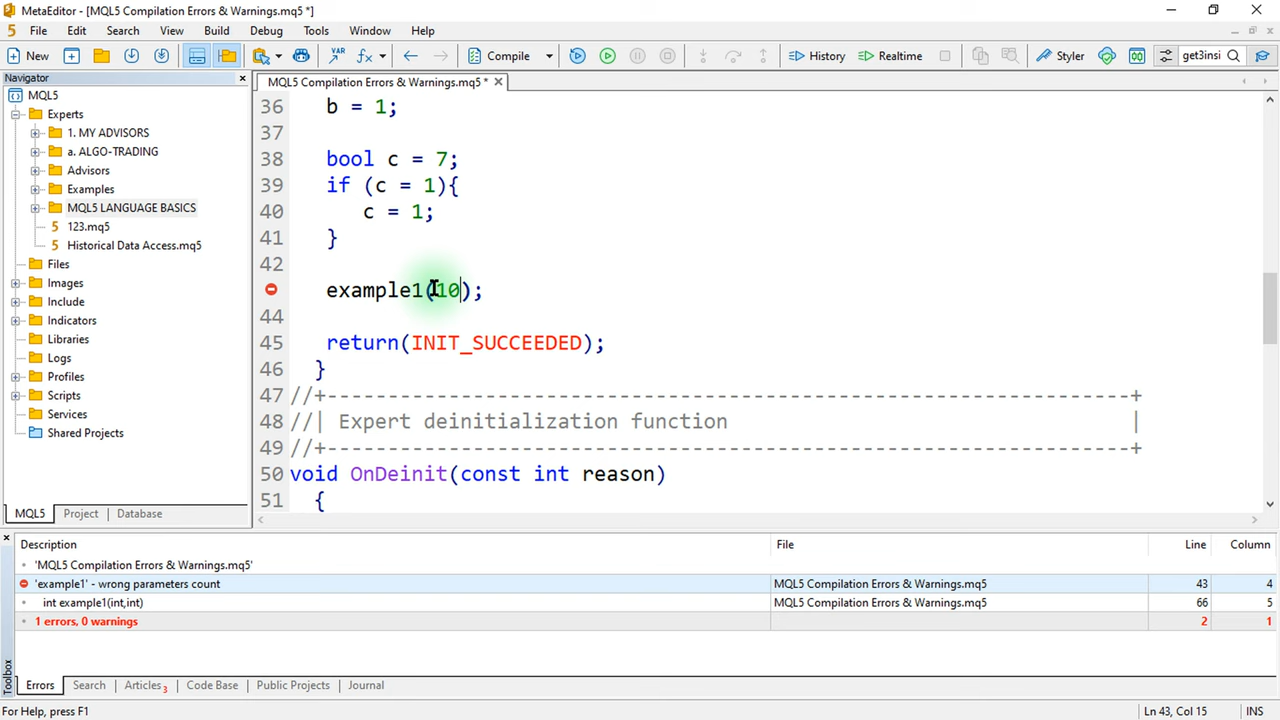 MetaEditor - [MQL5 Compilation Errors & Warnings.mq5 *]
5 File Edit Search View Insert Build Debug Tools Window Help
New VAR fx Compile History Realtime Styler get3insi
Navigator
MQL5
Experts
1. MY ADVISORS
a. ALGO-TRADING
Advisors
Examples
MQL5 LANGUAGE BASICS
5 123.mq5
5 Historical Data Access.mq5
Files
Images
Include
Indicators
Libraries
Logs
Profiles
Scripts
Services
Shared Projects
MQL5 Project Database
MQL5 Compilation Errors & Warnings.mq5 *
36 b = 1;
37
38 bool c = 7;
39 if (c = 1){
40 c = 1;
41 }
42
example1(10);
44
45 return(INIT_SUCCEEDED);
46 }
47 //+------------------------------------------------------------------+
48 //| Expert deinitialization function |
49 //+------------------------------------------------------------------+
50 void OnDeinit(const int reason)
51 {
Description File Line Column
'MQL5 Compilation Errors & Warnings.mq5'
'example1' - wrong parameters count MQL5 Compilation Errors & Warnings.mq5 43 4
int example1(int,int) MQL5 Compilation Errors & Warnings.mq5 66 5
1 errors, 0 warnings 2 1
Toolbox
Errors Search Articles 3 Code Base Public Projects Journal
For Help, press F1 Ln 43, Col 15 INS